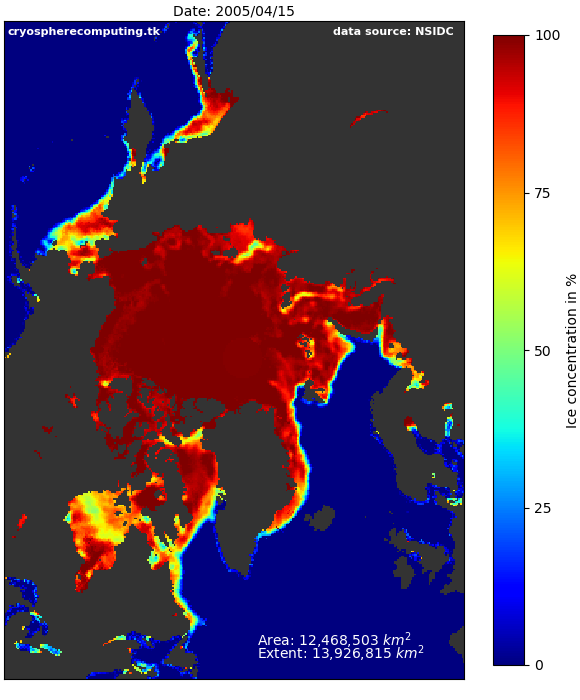 Date: 2005/04/15
cryospherecomputing.tk
data source: NSIDC
100
75
50
25
0
Ice concentration in %
Area: 12,468,503 km²
Extent: 13,926,815 km²